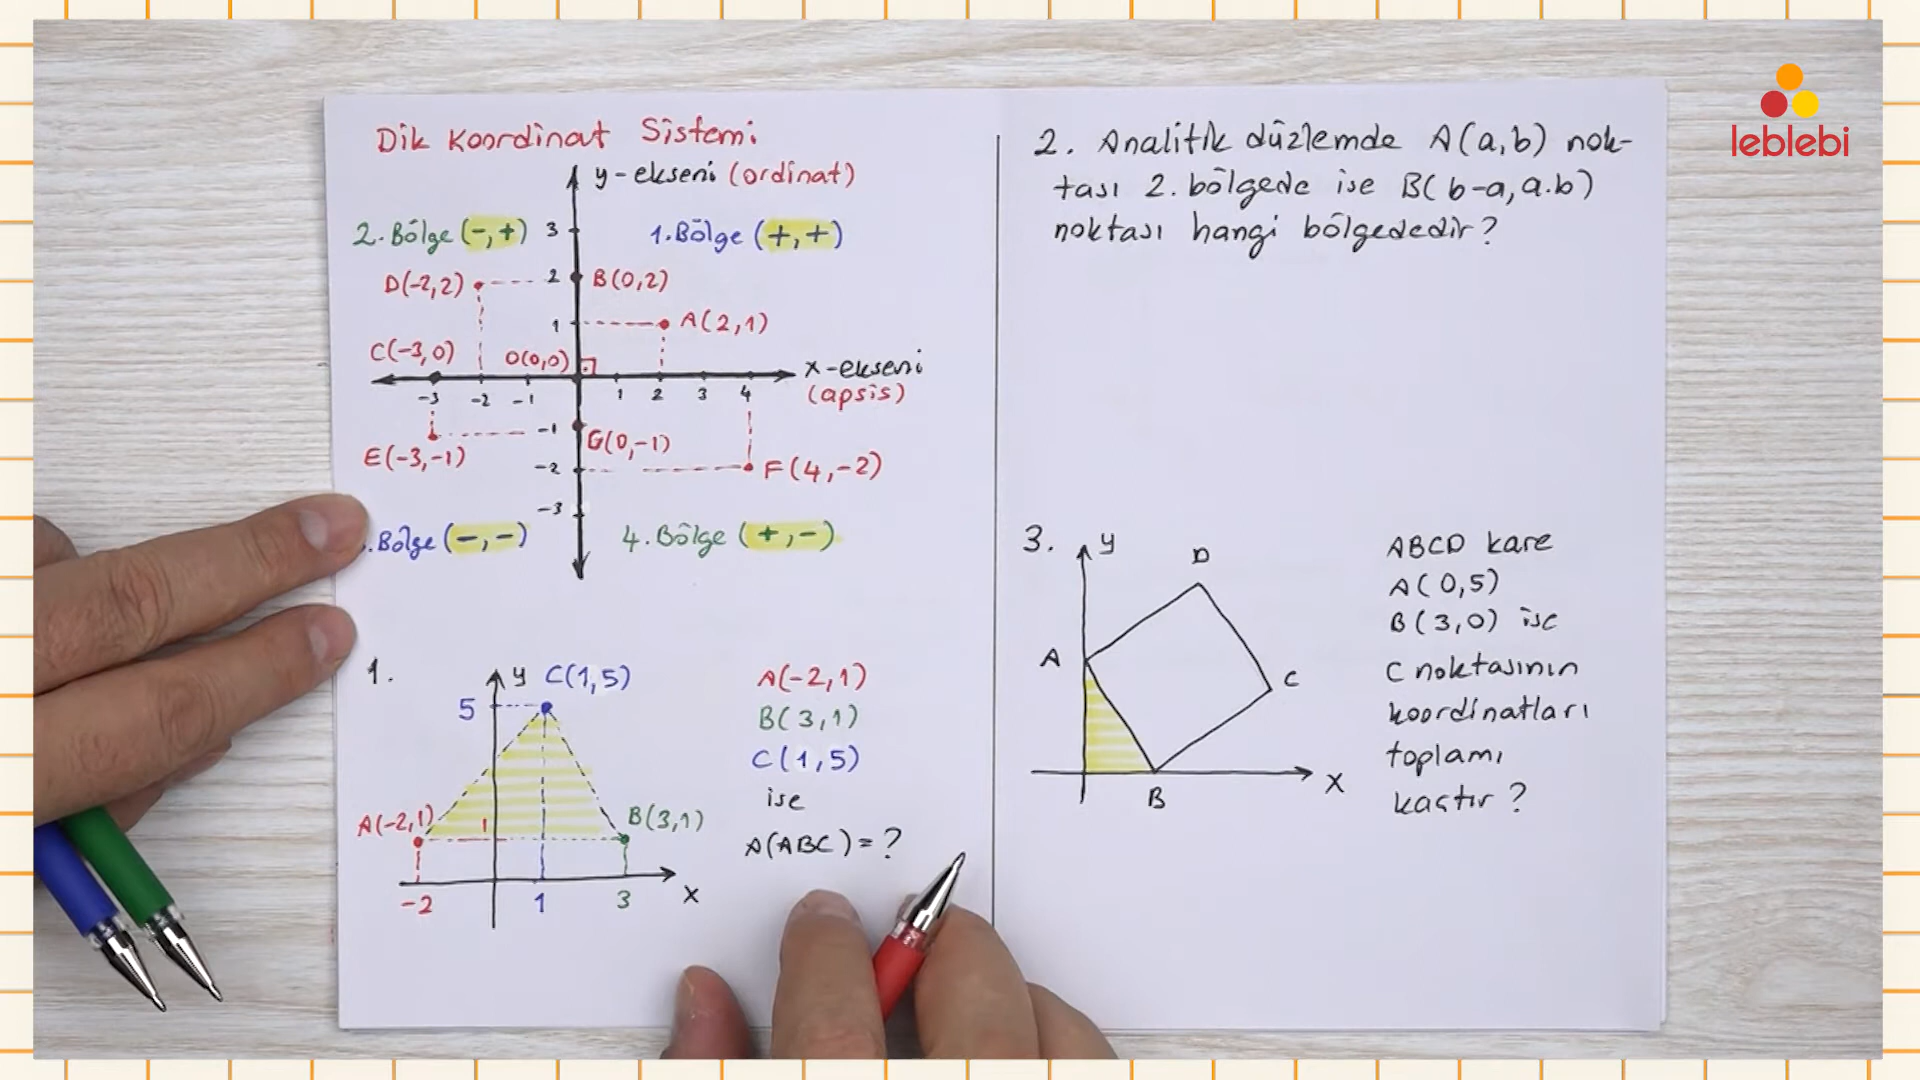 leblebi
Dik Koordinat Sistemi
y-ekseni (ordinat)
2.Bölge (-,+)
3
1.Bölge (+,+)
D(-2,2)
2
B(0,2)
1
A(2,1)
C(-3,0)
O(0,0)
x-ekseni
(apsis)
-3 -2 -1 1 2 3 4
-1
G(0,-1)
E(-3,-1)
-2
F(4,-2)
-3
.Bölge (-,-)
4.Bölge (+,-)
1.
y
C(1,5)
5
A(-2,1)
1
B(3,1)
-2
1
3
x
A(-2,1)
B(3,1)
C(1,5)
ise
A(ABC)=?
2. Analitik düzlemde A(a,b) nok-
tası 2. bölgede ise B(b-a,a.b)
noktası hangi bölgededir?
3.
y
D
A
C
B
x
ABCD kare
A(0,5)
B(3,0) ise
C noktasının
koordinatları
toplamı
kaçtır?